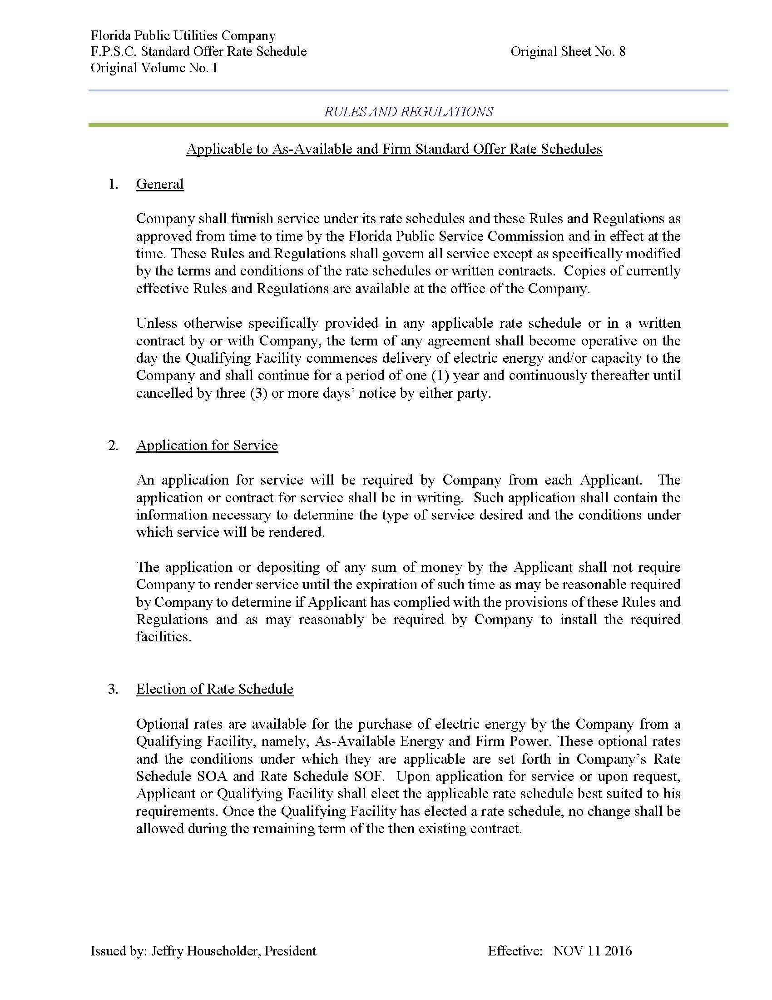 Florida Public Utilities Company
F.P.S.C. Standard Offer Rate Schedule Original Sheet No. 8
Original Volume No. I
RULES AND REGULATIONS
Applicable to As-Available and Firm Standard Offer Rate Schedules
1. General
Company shall furnish service under its rate schedules and these Rules and Regulations as
approved from time to time by the Florida Public Service Commission and in effect at the
time. These Rules and Regulations shall govern all service except as specifically modified
by the terms and conditions of the rate schedules or written contracts. Copies of currently
effective Rules and Regulations are available at the office of the Company.
Unless otherwise specifically provided in any applicable rate schedule or in a written
contract by or with Company, the term of any agreement shall become operative on the
day the Qualifying Facility commences delivery of electric energy and/or capacity to the
Company and shall continue for a period of one (1) year and continuously thereafter until
cancelled by three (3) or more days’ notice by either party.
2. Application for Service
An application for service will be required by Company from each Applicant. The
application or contract for service shall be in writing. Such application shall contain the
information necessary to determine the type of service desired and the conditions under
which service will be rendered.
The application or depositing of any sum of money by the Applicant shall not require
Company to render service until the expiration of such time as may be reasonable required
by Company to determine if Applicant has complied with the provisions of these Rules and
Regulations and as may reasonably be required by Company to install the required
facilities.
3. Election of Rate Schedule
Optional rates are available for the purchase of electric energy by the Company from a
Qualifying Facility, namely, As-Available Energy and Firm Power. These optional rates
and the conditions under which they are applicable are set forth in Company’s Rate
Schedule SOA and Rate Schedule SOF. Upon application for service or upon request,
Applicant or Qualifying Facility shall elect the applicable rate schedule best suited to his
requirements. Once the Qualifying Facility has elected a rate schedule, no change shall be
allowed during the remaining term of the then existing contract.
Issued by: Jeffry Householder, President Effective: NOV 11 2016